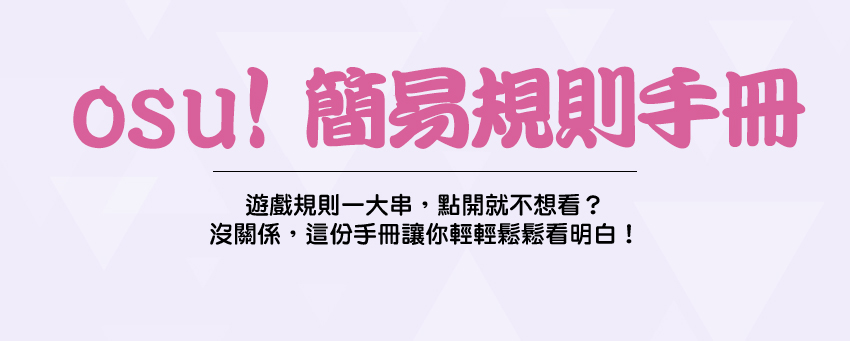 osu! 簡易規則手冊
遊戲規則一大串，點開就不想看？
沒關係，這份手冊讓你輕輕鬆鬆看明白！